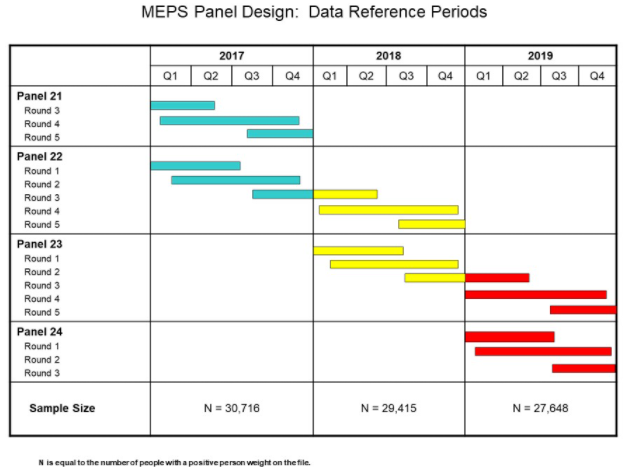 MEPS Panel Design: Data Reference Periods
2017 2018 2019
Q1 Q2 Q3 Q4 Q1 Q2 Q3 Q4 Q1 Q2 Q3 Q4
Panel 21
Round 3
Round 4
Round 5
Panel 22
Round 1
Round 2
Round 3
Round 4
Round 5
Panel 23
Round 1
Round 2
Round 3
Round 4
Round 5
Panel 24
Round 1
Round 2
Round 3
Sample Size N = 30,716 N = 29,415 N = 27,648
N is equal to the number of people with a positive person weight on the file.